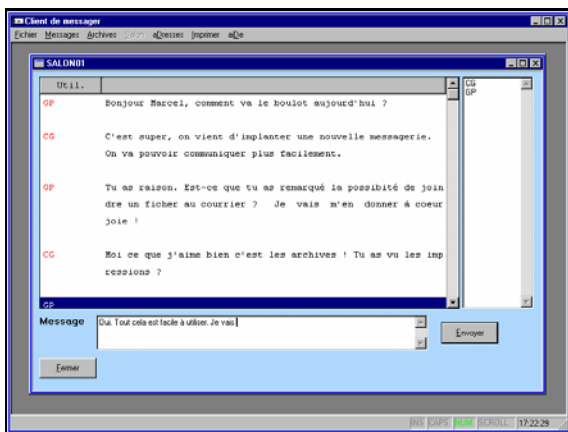 Client de messager
Fichier Messages Archives Salon aDresses Imprimer aiDe
SALON01
Util.
CG
GP
GP Bonjour Marcel, comment va le boulot aujourd'hui ?
CG C'est super, on vient d'implanter une nouvelle messagerie.
On va pouvoir communiquer plus facilement.
GP Tu as raison. Est-ce que tu as remarqué la possibité de join
dre un ficher au courrier ? Je vais m'en donner à coeur
joie !
CG Moi ce que j'aime bien c'est les archives ! Tu as vu les imp
ressions ?
GP
Message
Oui. Tout cela est facile à utiliser. Je vais
Envoyer
Fermer
INS CAPS NUM SCROLL 17:22:29